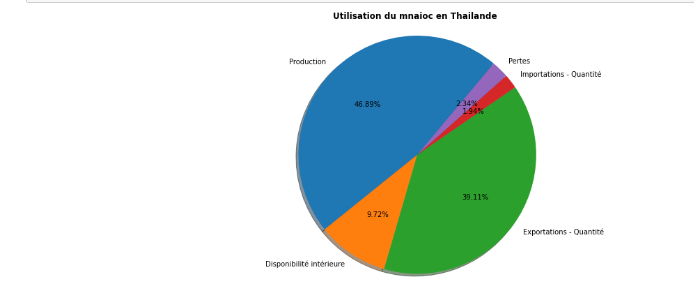 Utilisation du mnaioc en Thailande
Production
Pertes
Importations - Quantité
46.89%
2.34%
1.94%
39.11%
9.72%
Exportations - Quantité
Disponibilité intérieure